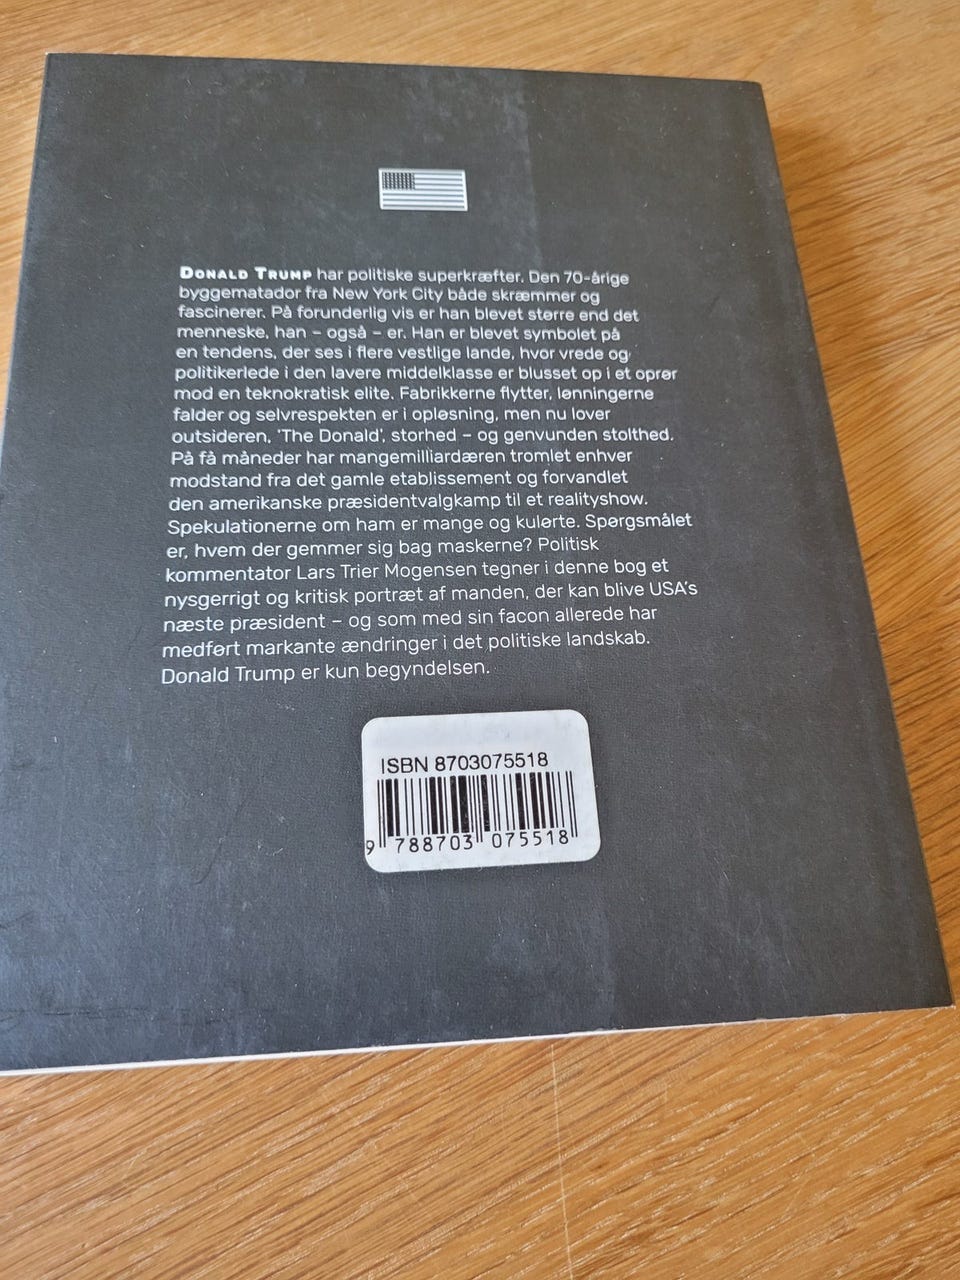 DONALD TRUMP har politiske superkræfter. Den 70-årige
byggematador fra New York City både skræmmer og
fascinerer. På forunderlig vis er han blevet større end det
menneske, han – også – er. Han er blevet symbolet på
en tendens, der ses i flere vestlige lande, hvor vrede og
politikerlede i den lavere middelklasse er blusset op i et oprør
mod en teknokratisk elite. Fabrikkerne flytter, lønningerne
falder og selvrespekten er i opløsning, men nu lover
outsideren, 'The Donald', storhed – og genvunden stolthed.
På få måneder har mangemilliardæren tromlet enhver
modstand fra det gamle etablissement og forvandlet
den amerikanske præsidentvalgkamp til et realityshow.
Spekulationerne om ham er mange og kulørte. Spørgsmålet
er, hvem der gemmer sig bag maskerne? Politisk
kommentator Lars Trier Mogensen tegner i denne bog et
nysgerrigt og kritisk portræt af manden, der kan blive USA's
næste præsident – og som med sin facon allerede har
medført markante ændringer i det politiske landskab.
Donald Trump er kun begyndelsen.
ISBN 8703075518
9 788703 075518